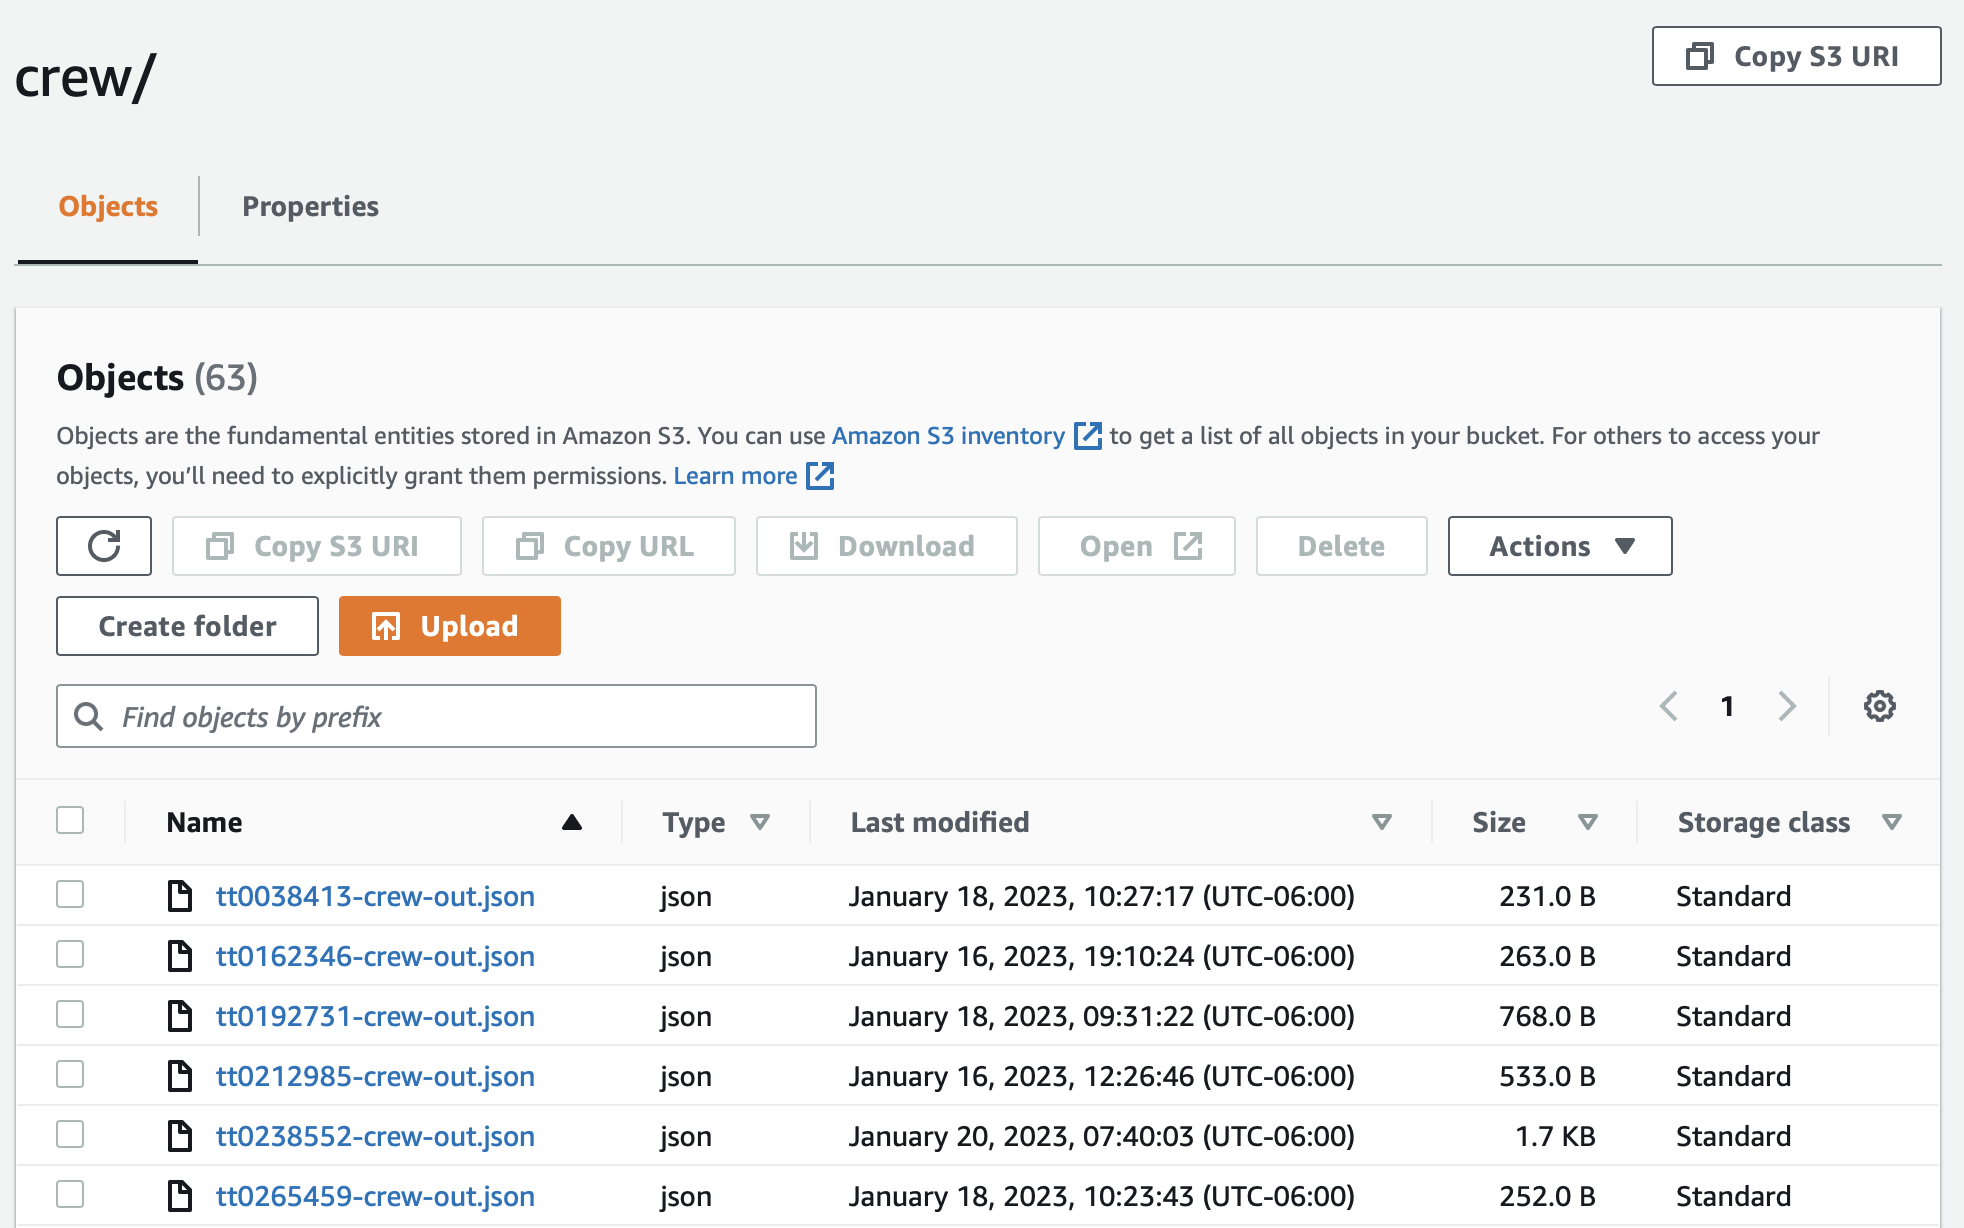 crew/
Copy S3 URI
Objects Properties
Objects (63)
Objects are the fundamental entities stored in Amazon S3. You can use Amazon S3 inventory to get a list of all objects in your bucket. For others to access your
objects, you’ll need to explicitly grant them permissions. Learn more
Copy S3 URI Copy URL Download Open Delete Actions
Create folder Upload
Find objects by prefix 1
Name Type Last modified Size Storage class
tt0038413-crew-out.json json January 18, 2023, 10:27:17 (UTC-06:00) 231.0 B Standard
tt0162346-crew-out.json json January 16, 2023, 19:10:24 (UTC-06:00) 263.0 B Standard
tt0192731-crew-out.json json January 18, 2023, 09:31:22 (UTC-06:00) 768.0 B Standard
tt0212985-crew-out.json json January 16, 2023, 12:26:46 (UTC-06:00) 533.0 B Standard
tt0238552-crew-out.json json January 20, 2023, 07:40:03 (UTC-06:00) 1.7 KB Standard
tt0265459-crew-out.json json January 18, 2023, 10:23:43 (UTC-06:00) 252.0 B Standard